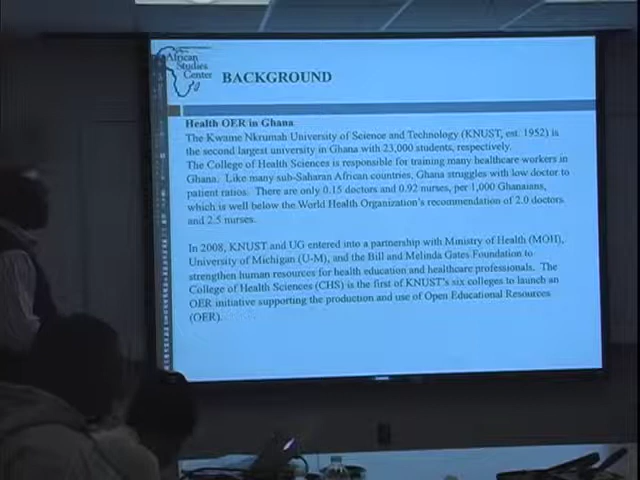 African
Studies
Center
BACKGROUND
Health OER in Ghana
The Kwame Nkrumah University of Science and Technology (KNUST, est. 1952) is
the second largest university in Ghana with 23,000 students, respectively.
The College of Health Sciences is responsible for training many healthcare workers in
Ghana. Like many sub-Saharan African countries, Ghana struggles with low doctor to
patient ratios. There are only 0.15 doctors and 0.92 nurses, per 1,000 Ghanaians,
which is well below the World Health Organization's recommendation of 2.0 doctors
and 2.5 nurses.
In 2008, KNUST and UG entered into a partnership with Ministry of Health (MOH),
University of Michigan (U-M), and the Bill and Melinda Gates Foundation to
strengthen human resources for health education and healthcare professionals. The
College of Health Sciences (CHS) is the first of KNUST's six colleges to launch an
OER initiative supporting the production and use of Open Educational Resources
(OER).